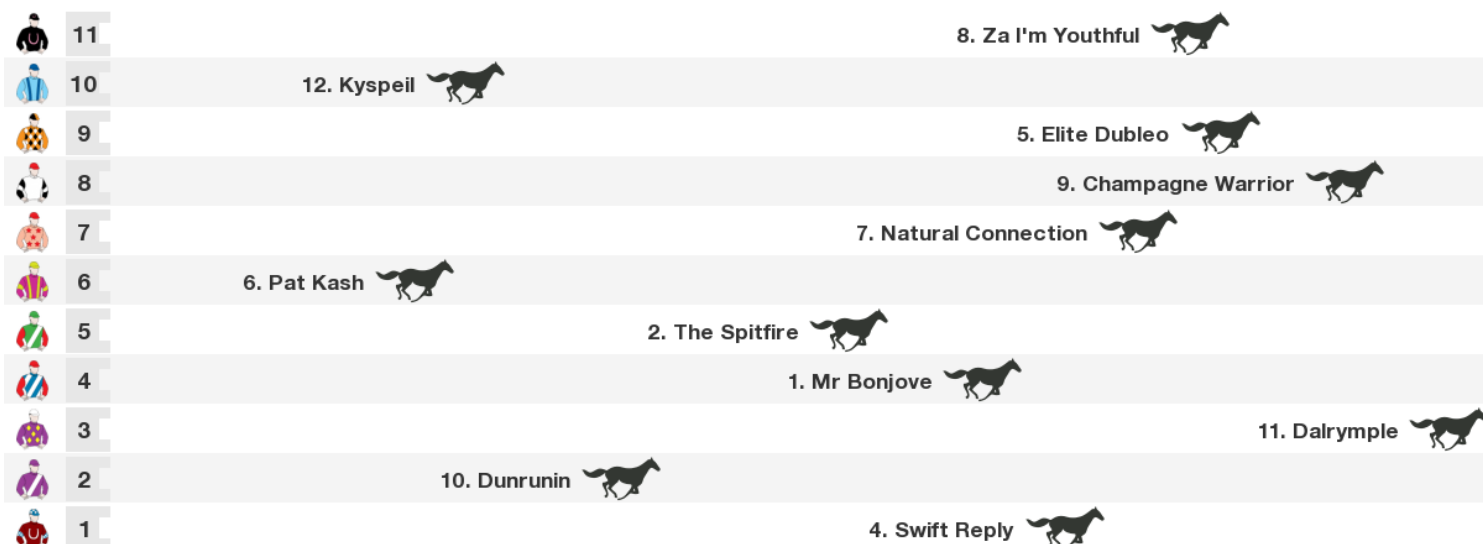 11 8. Za I'm Youthful
10 12. Kyspeil
9 5. Elite Dubleo
8 9. Champagne Warrior
7 7. Natural Connection
6 6. Pat Kash
5 2. The Spitfire
4 1. Mr Bonjove
3 11. Dalrymple
2 10. Dunrunin
1 4. Swift Reply